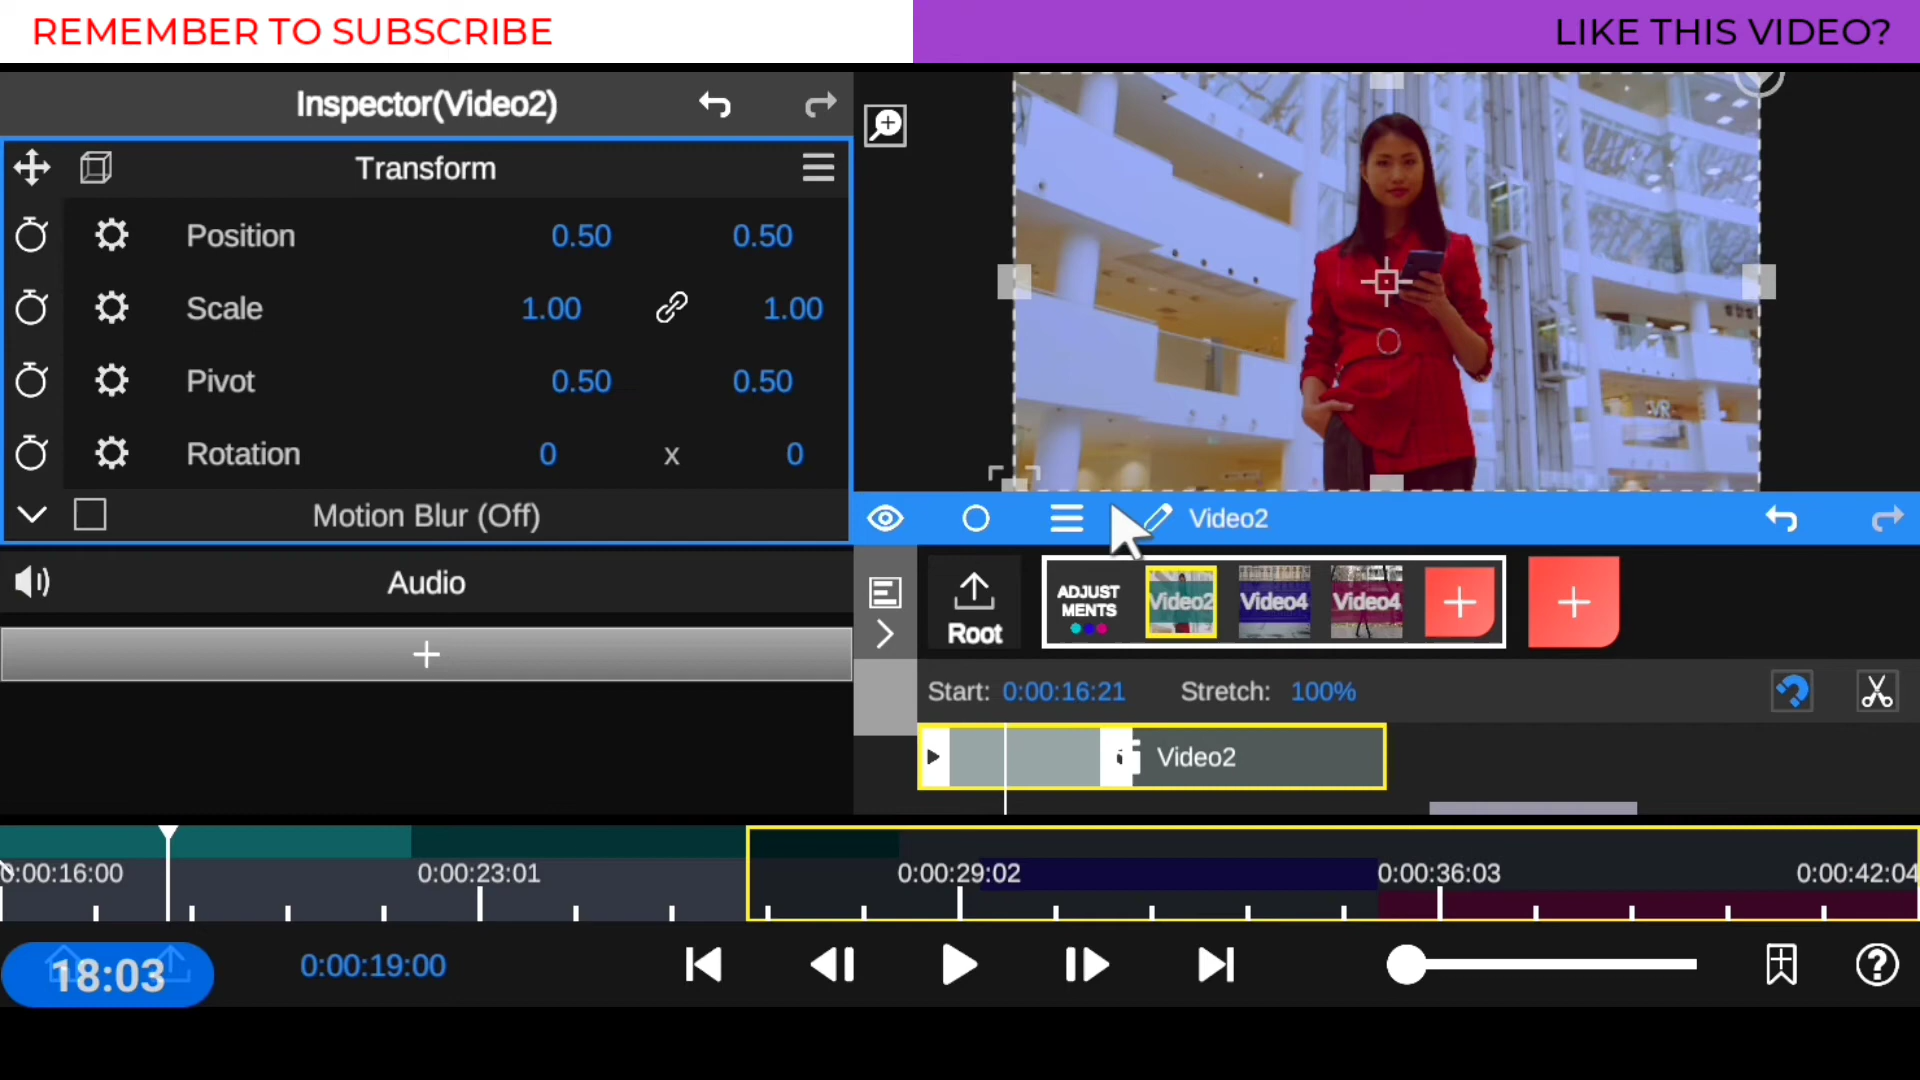 REMEMBER TO SUBSCRIBE
LIKE THIS VIDEO?
Inspector(Video2)
Transform
Position 0.50 0.50
Scale 1.00 1.00
Pivot 0.50 0.50
Rotation 0 x 0
Motion Blur (Off)
Audio
VR
Video2
Root
ADJUST
MENTS
Video2
Video4
Video4
Start: 0:00:16:21 Stretch: 100%
Video2
0:00:16:00 0:00:23:01 0:00:29:02 0:00:36:03 0:00:42:04
18:03
0:00:19:00